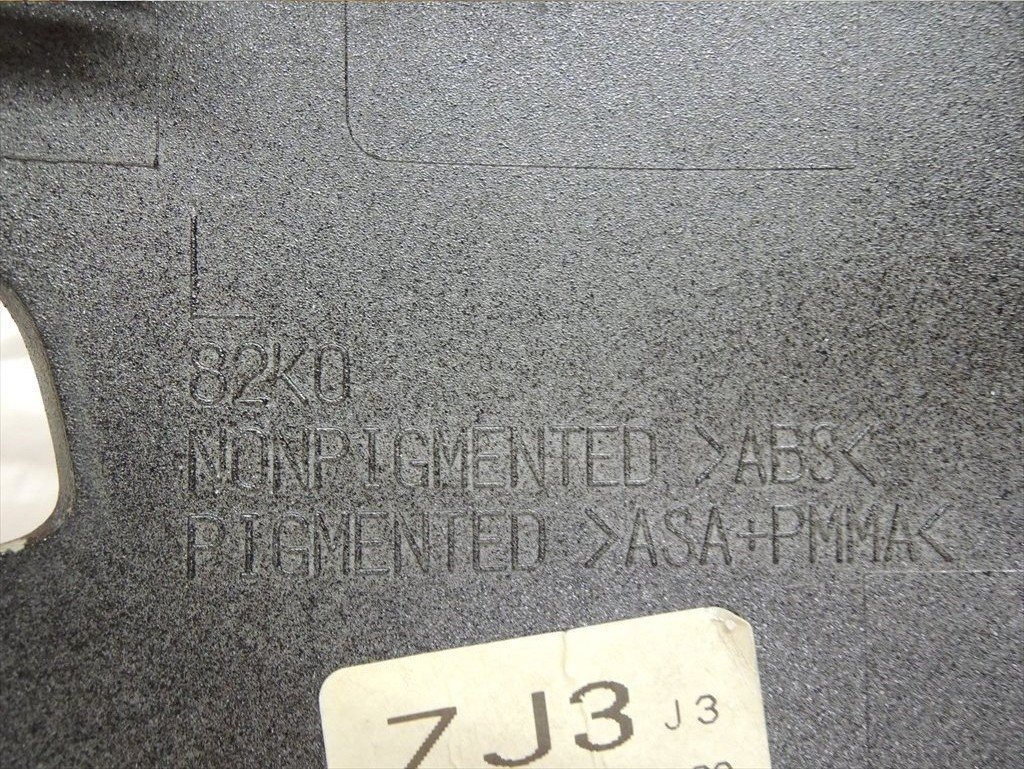 L
82K0
NONPIGMENTED >ABS<
PIGMENTED >ASA+PMMA<
ZJ3 J3